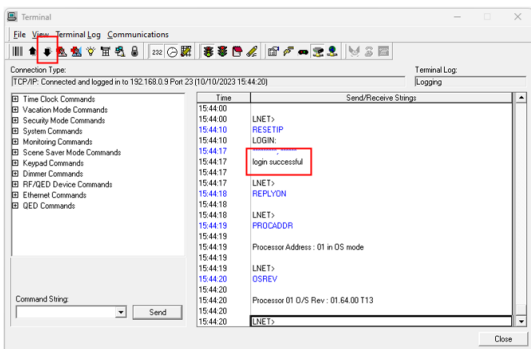 Terminal
File View Terminal Log Communications
232
Connection Type:
Terminal Log:
TCP/IP: Connected and logged in to 192.168.0.9 Port 23 (10/10/2023 15:44:20)
Logging
Time Clock Commands
Vacation Mode Commands
Security Mode Commands
System Commands
Monitoring Commands
Scene Saver Mode Commands
Keypad Commands
Dimmer Commands
RF/QED Device Commands
Ethernet Commands
QED Commands
Command String:
Send
Time Send/Receive Strings
15:44:00
15:44:00 LNET>
15:44:10 RESETIP
15:44:10 LOGIN:
15:44:17
15:44:17 login successful
15:44:17
15:44:17 LNET>
15:44:18 REPLYON
15:44:18
15:44:18 LNET>
15:44:19 PROCADDR
15:44:19
15:44:19 Processor Address : 01 in OS mode
15:44:19
15:44:19 LNET>
15:44:20 OSREV
15:44:20
15:44:20 Processor 01 O/S Rev : 01.64.00 T13
15:44:20
15:44:20 LNET>
Close